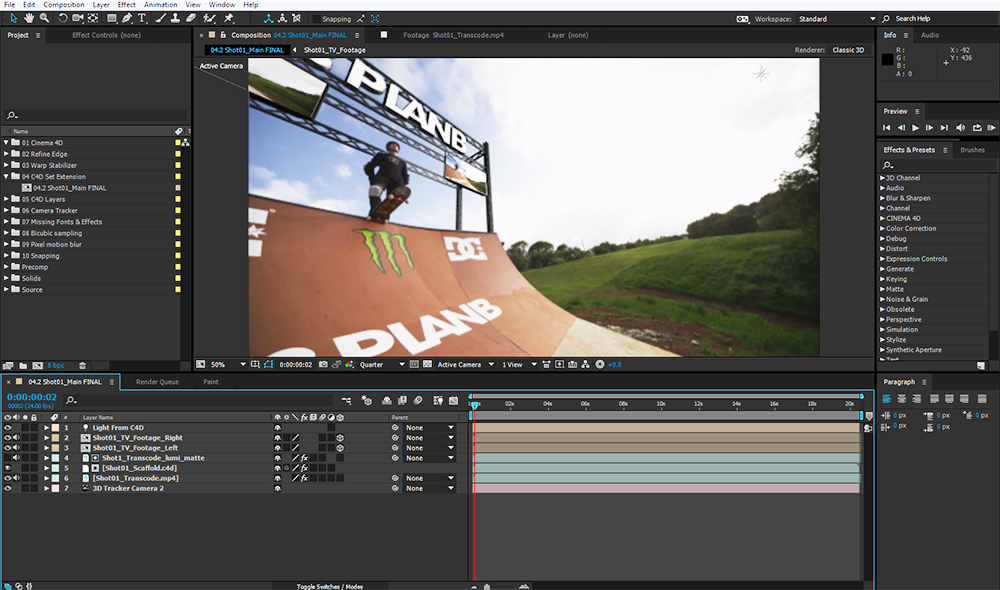 File Edit Composition Layer Effect Animation View Window Help
Snapping
Workspace: Standard
Search Help
Project
Effect Controls (none)
Composition 04.2 Shot01_Main FINAL
Footage Shot01_Transcode.mp4
Layer (none)
Info
Audio
04.2 Shot01_Main FINAL
Shot01_TV_Footage
Renderer: Classic 3D
R :
G :
B :
A : 0
X : -92
Y : 436
Active Camera
PLANB
Preview
Name
01 Cinema 4D
02 Refine Edge
03 Warp Stabilizer
04 C4D Set Extension
04.2 Shot01_Main FINAL
05 C4D Layers
06 Camera Tracker
07 Missing Fonts & Effects
08 Bicubic sampling
09 Pixel motion blur
10 Snapping
Precomp
Solids
Source
DC
PLANB
Effects & Presets
Brushes
3D Channel
Audio
Blur & Sharpen
Channel
CINEMA 4D
Color Correction
Debug
Distort
Expression Controls
Generate
Keying
Matte
Noise & Grain
Obsolete
Perspective
Simulation
Stylize
Synthetic Aperture
Text
8 bpc
50%
0:00:00:02
Quarter
Active Camera
1 View
+0.0
04.2 Shot01_Main FINAL
Render Queue
Paint
Paragraph
0:00:00:02
00002 (24.00 fps)
02s 04s 06s 08s 10s 12s 14s 16s 18s 20s
# Layer Name
Parent
1 Light From C4D None
2 Shot01_TV_Footage_Right None
3 Shot01_TV_Footage_Left None
4 Shot1_Transcode_lumi_matte None
5 [Shot01_Scaffold.c4d] None
6 [Shot01_Transcode.mp4] None
7 3D Tracker Camera 2 None
0 px 0 px 0 px
0 px 0 px
Toggle Switches / Modes